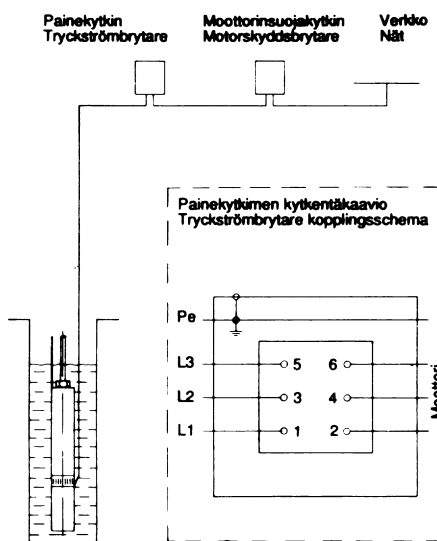 Painekytkin
Tryckströmbrytare
Moottorinsuojakytkin
Motorskyddsbrytare
Verkko
Nät
Painekytkimen kytkentäkaavio
Tryckströmbrytare kopplingsschema
Pe
L3 5 6
L2 3 4
L1 1 2
Moottori